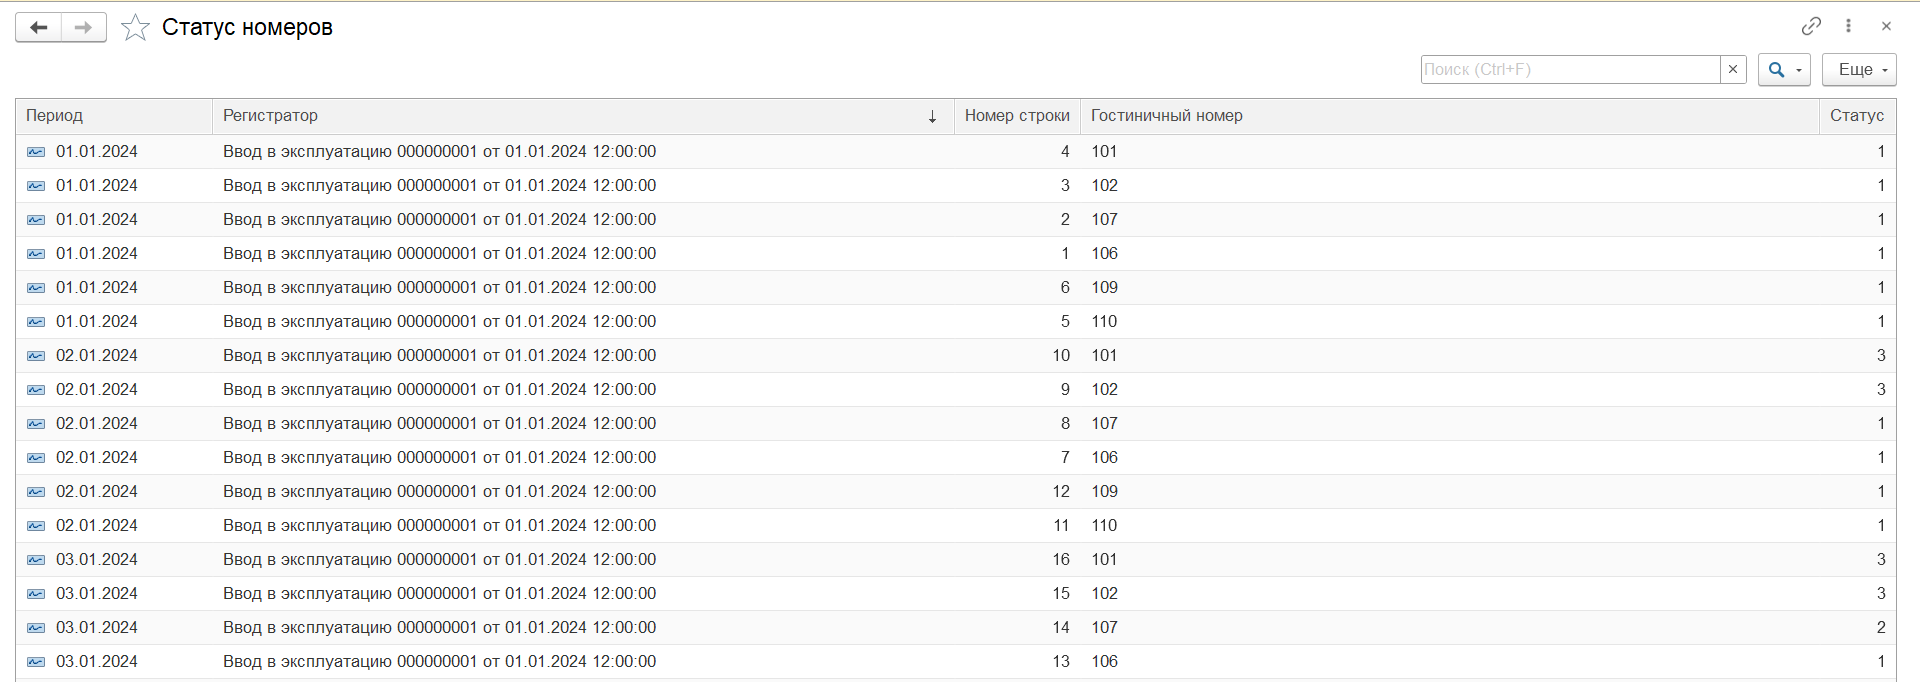 Статус номеров
Поиск (Ctrl+F)
Еще
Период Регистратор Номер строки Гостиничный номер Статус
01.01.2024 Ввод в эксплуатацию 000000001 от 01.01.2024 12:00:00 4 101 1
01.01.2024 Ввод в эксплуатацию 000000001 от 01.01.2024 12:00:00 3 102 1
01.01.2024 Ввод в эксплуатацию 000000001 от 01.01.2024 12:00:00 2 107 1
01.01.2024 Ввод в эксплуатацию 000000001 от 01.01.2024 12:00:00 1 106 1
01.01.2024 Ввод в эксплуатацию 000000001 от 01.01.2024 12:00:00 6 109 1
01.01.2024 Ввод в эксплуатацию 000000001 от 01.01.2024 12:00:00 5 110 1
02.01.2024 Ввод в эксплуатацию 000000001 от 01.01.2024 12:00:00 10 101 3
02.01.2024 Ввод в эксплуатацию 000000001 от 01.01.2024 12:00:00 9 102 3
02.01.2024 Ввод в эксплуатацию 000000001 от 01.01.2024 12:00:00 8 107 1
02.01.2024 Ввод в эксплуатацию 000000001 от 01.01.2024 12:00:00 7 106 1
02.01.2024 Ввод в эксплуатацию 000000001 от 01.01.2024 12:00:00 12 109 1
02.01.2024 Ввод в эксплуатацию 000000001 от 01.01.2024 12:00:00 11 110 1
03.01.2024 Ввод в эксплуатацию 000000001 от 01.01.2024 12:00:00 16 101 3
03.01.2024 Ввод в эксплуатацию 000000001 от 01.01.2024 12:00:00 15 102 3
03.01.2024 Ввод в эксплуатацию 000000001 от 01.01.2024 12:00:00 14 107 2
03.01.2024 Ввод в эксплуатацию 000000001 от 01.01.2024 12:00:00 13 106 1